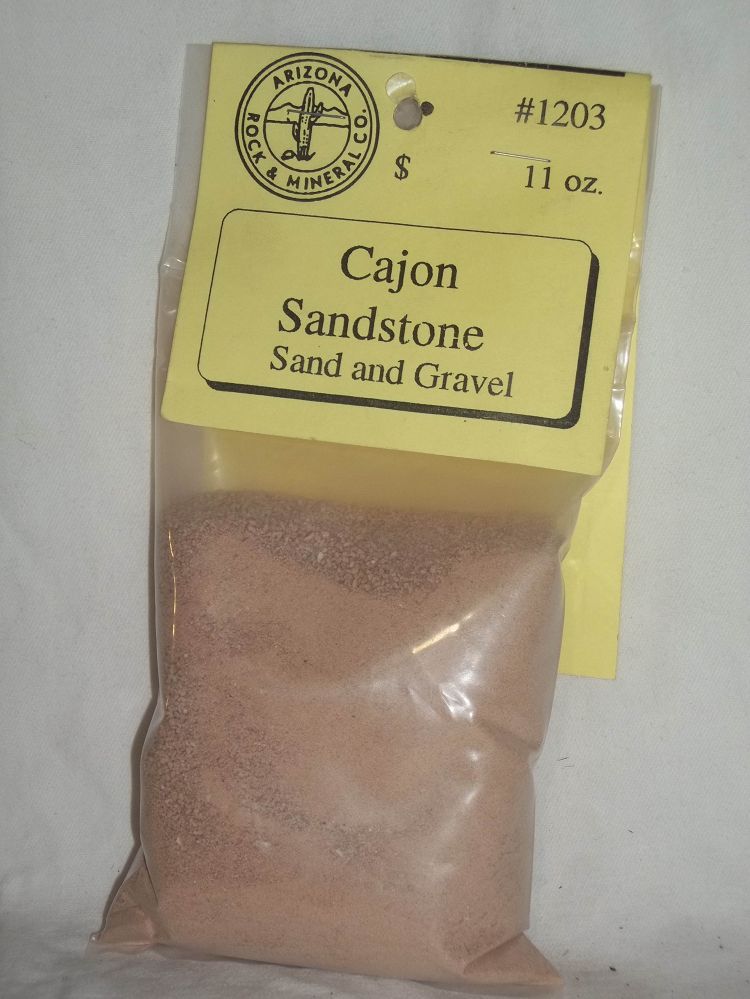 ARIZONA
ROCK & MINERAL CO.
#1203
$
11 oz.
Cajon
Sandstone
Sand and Gravel